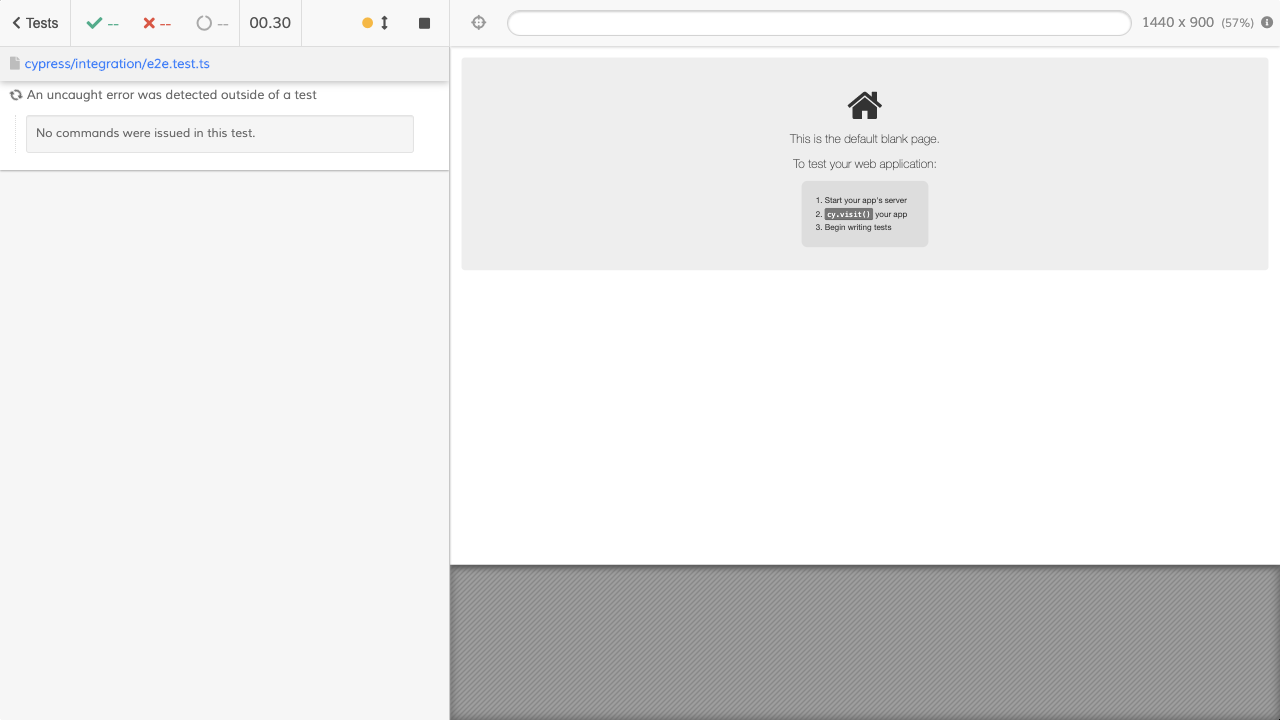 Tests
--
--
--
00.30
1440 x 900 (57%)
cypress/integration/e2e.test.ts
An uncaught error was detected outside of a test
No commands were issued in this test.
This is the default blank page.
To test your web application:
1. Start your app's server
2. cy.visit() your app
3. Begin writing tests